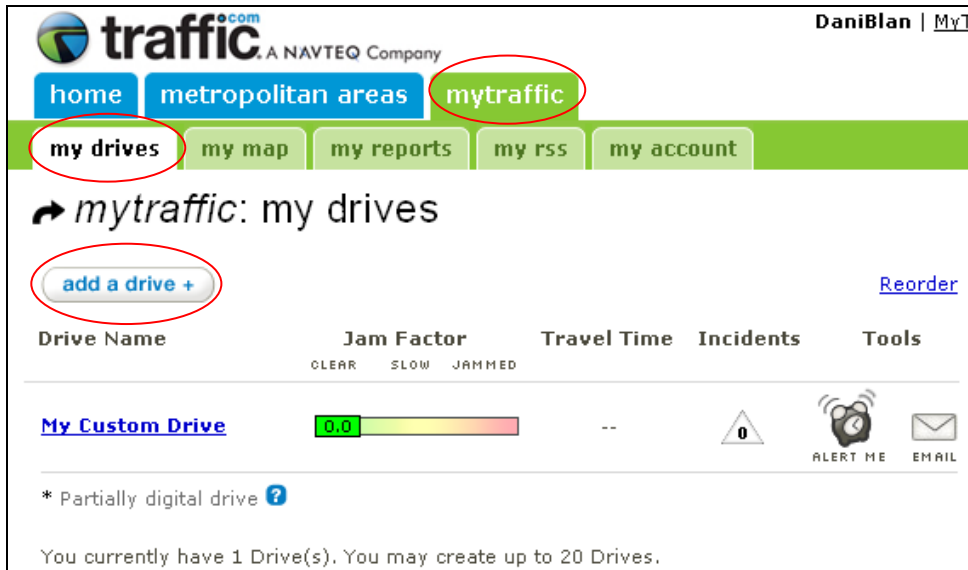 traffic.com A NAVTEQ Company
DaniBlan | MyT
home metropolitan areas mytraffic
my drives my map my reports my rss my account
mytraffic: my drives
add a drive +
Reorder
Drive Name Jam Factor Travel Time Incidents Tools
CLEAR SLOW JAMMED
My Custom Drive 0.0 -- 0
ALERT ME EMAIL
* Partially digital drive ?
You currently have 1 Drive(s). You may create up to 20 Drives.